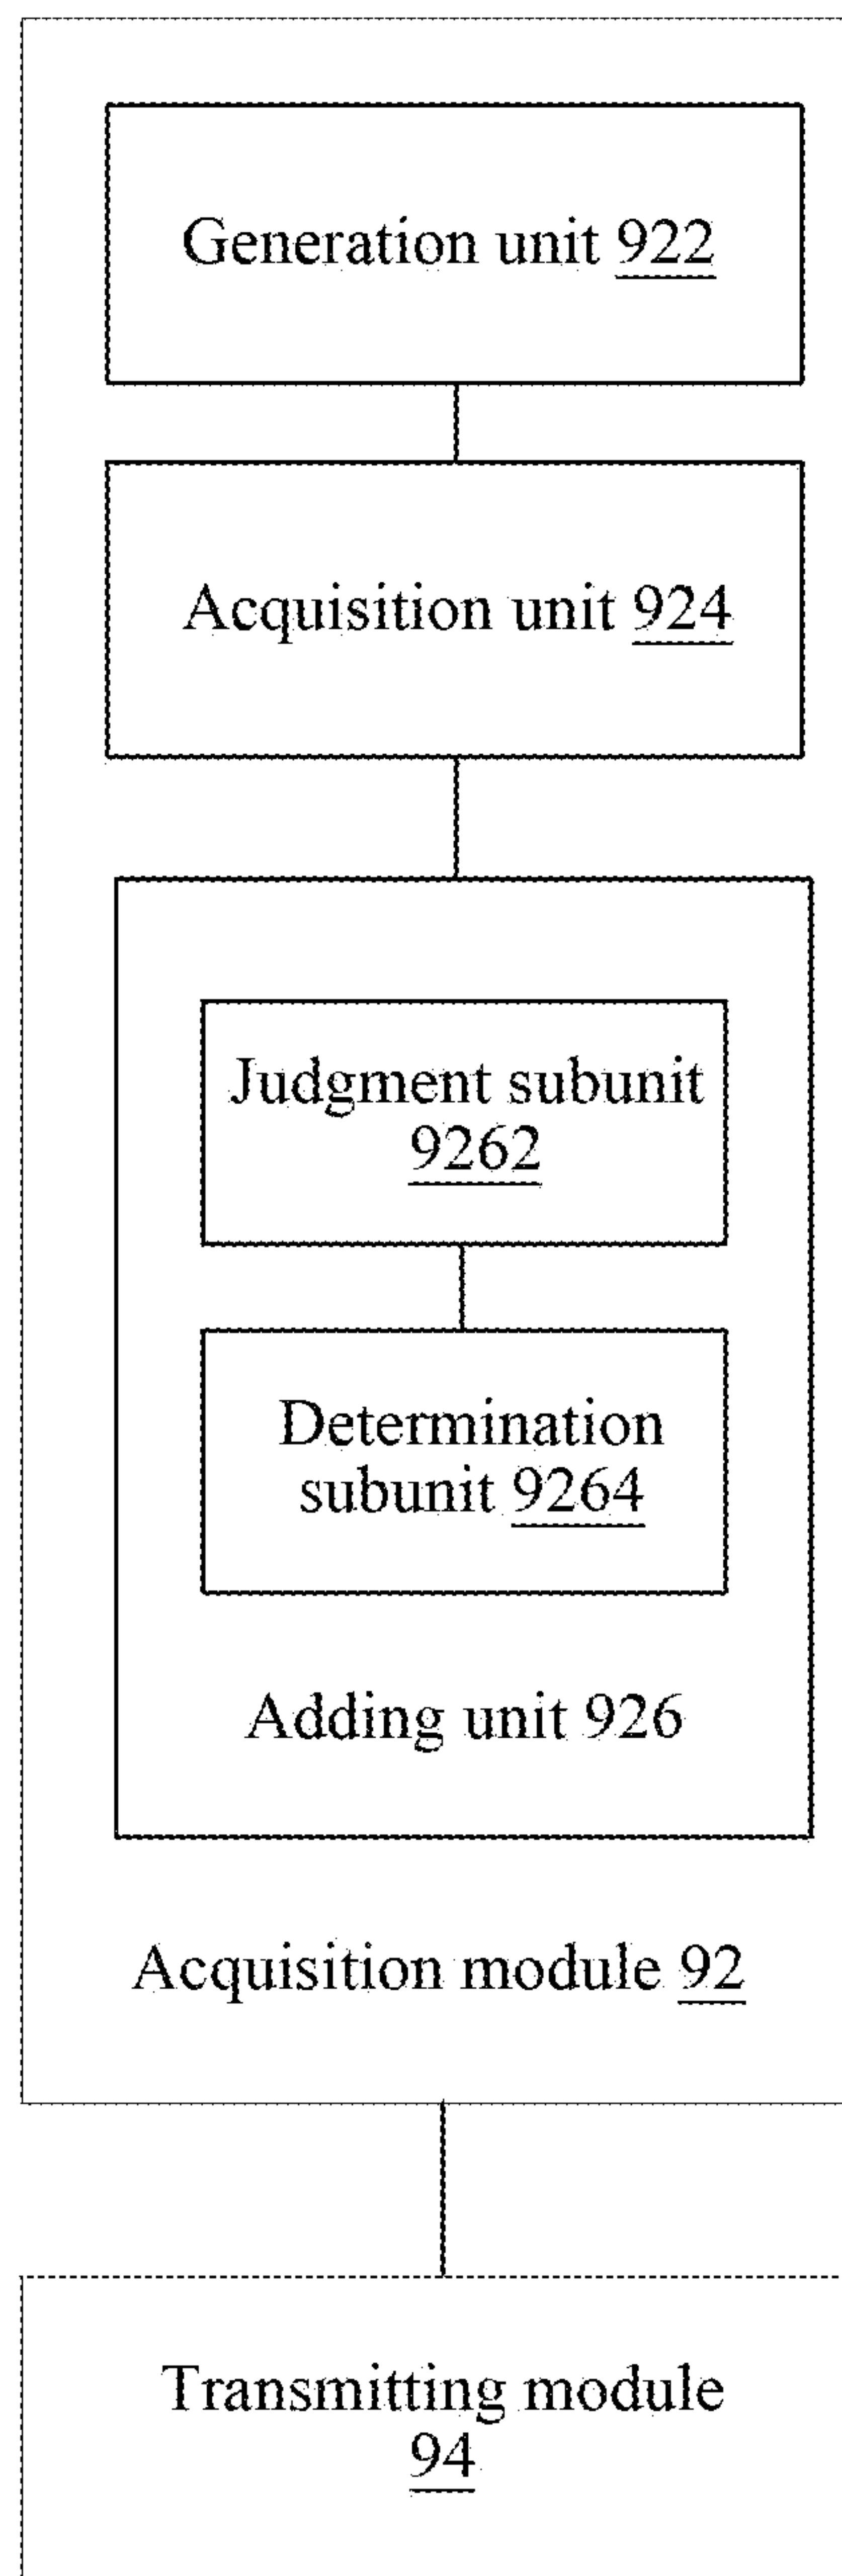 Generation unit 922
Acquisition unit 924
Judgment subunit
9262
Determination
subunit 9264
Adding unit 926
Acquisition module 92
Transmitting module
94